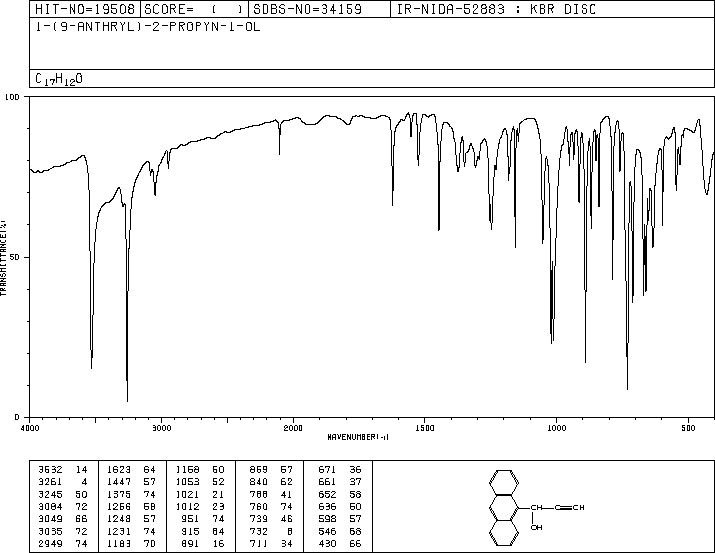 HIT-NO=19508 SCORE= ( ) SDBS-NO=34159 IR-NIDA-52883 : KBR DISC
1-(9-ANTHRYL)-2-PROPYN-1-OL
C17H12O
100
50
0
TRANSMITTANCE(%)
4000 3000 2000 1500 1000 500
WAVENUMBER(-1)
3532 14 1623 64 1158 50 869 57 671 36
3261 4 1447 57 1053 52 840 62 661 37
3245 50 1375 74 1021 21 788 41 652 58
3084 72 1256 58 1012 23 760 74 636 50
3049 66 1248 57 951 74 739 46 598 57
3035 72 1231 74 915 64 732 8 546 68
2949 74 1183 70 891 16 711 34 430 66
CH C≡CH
OH